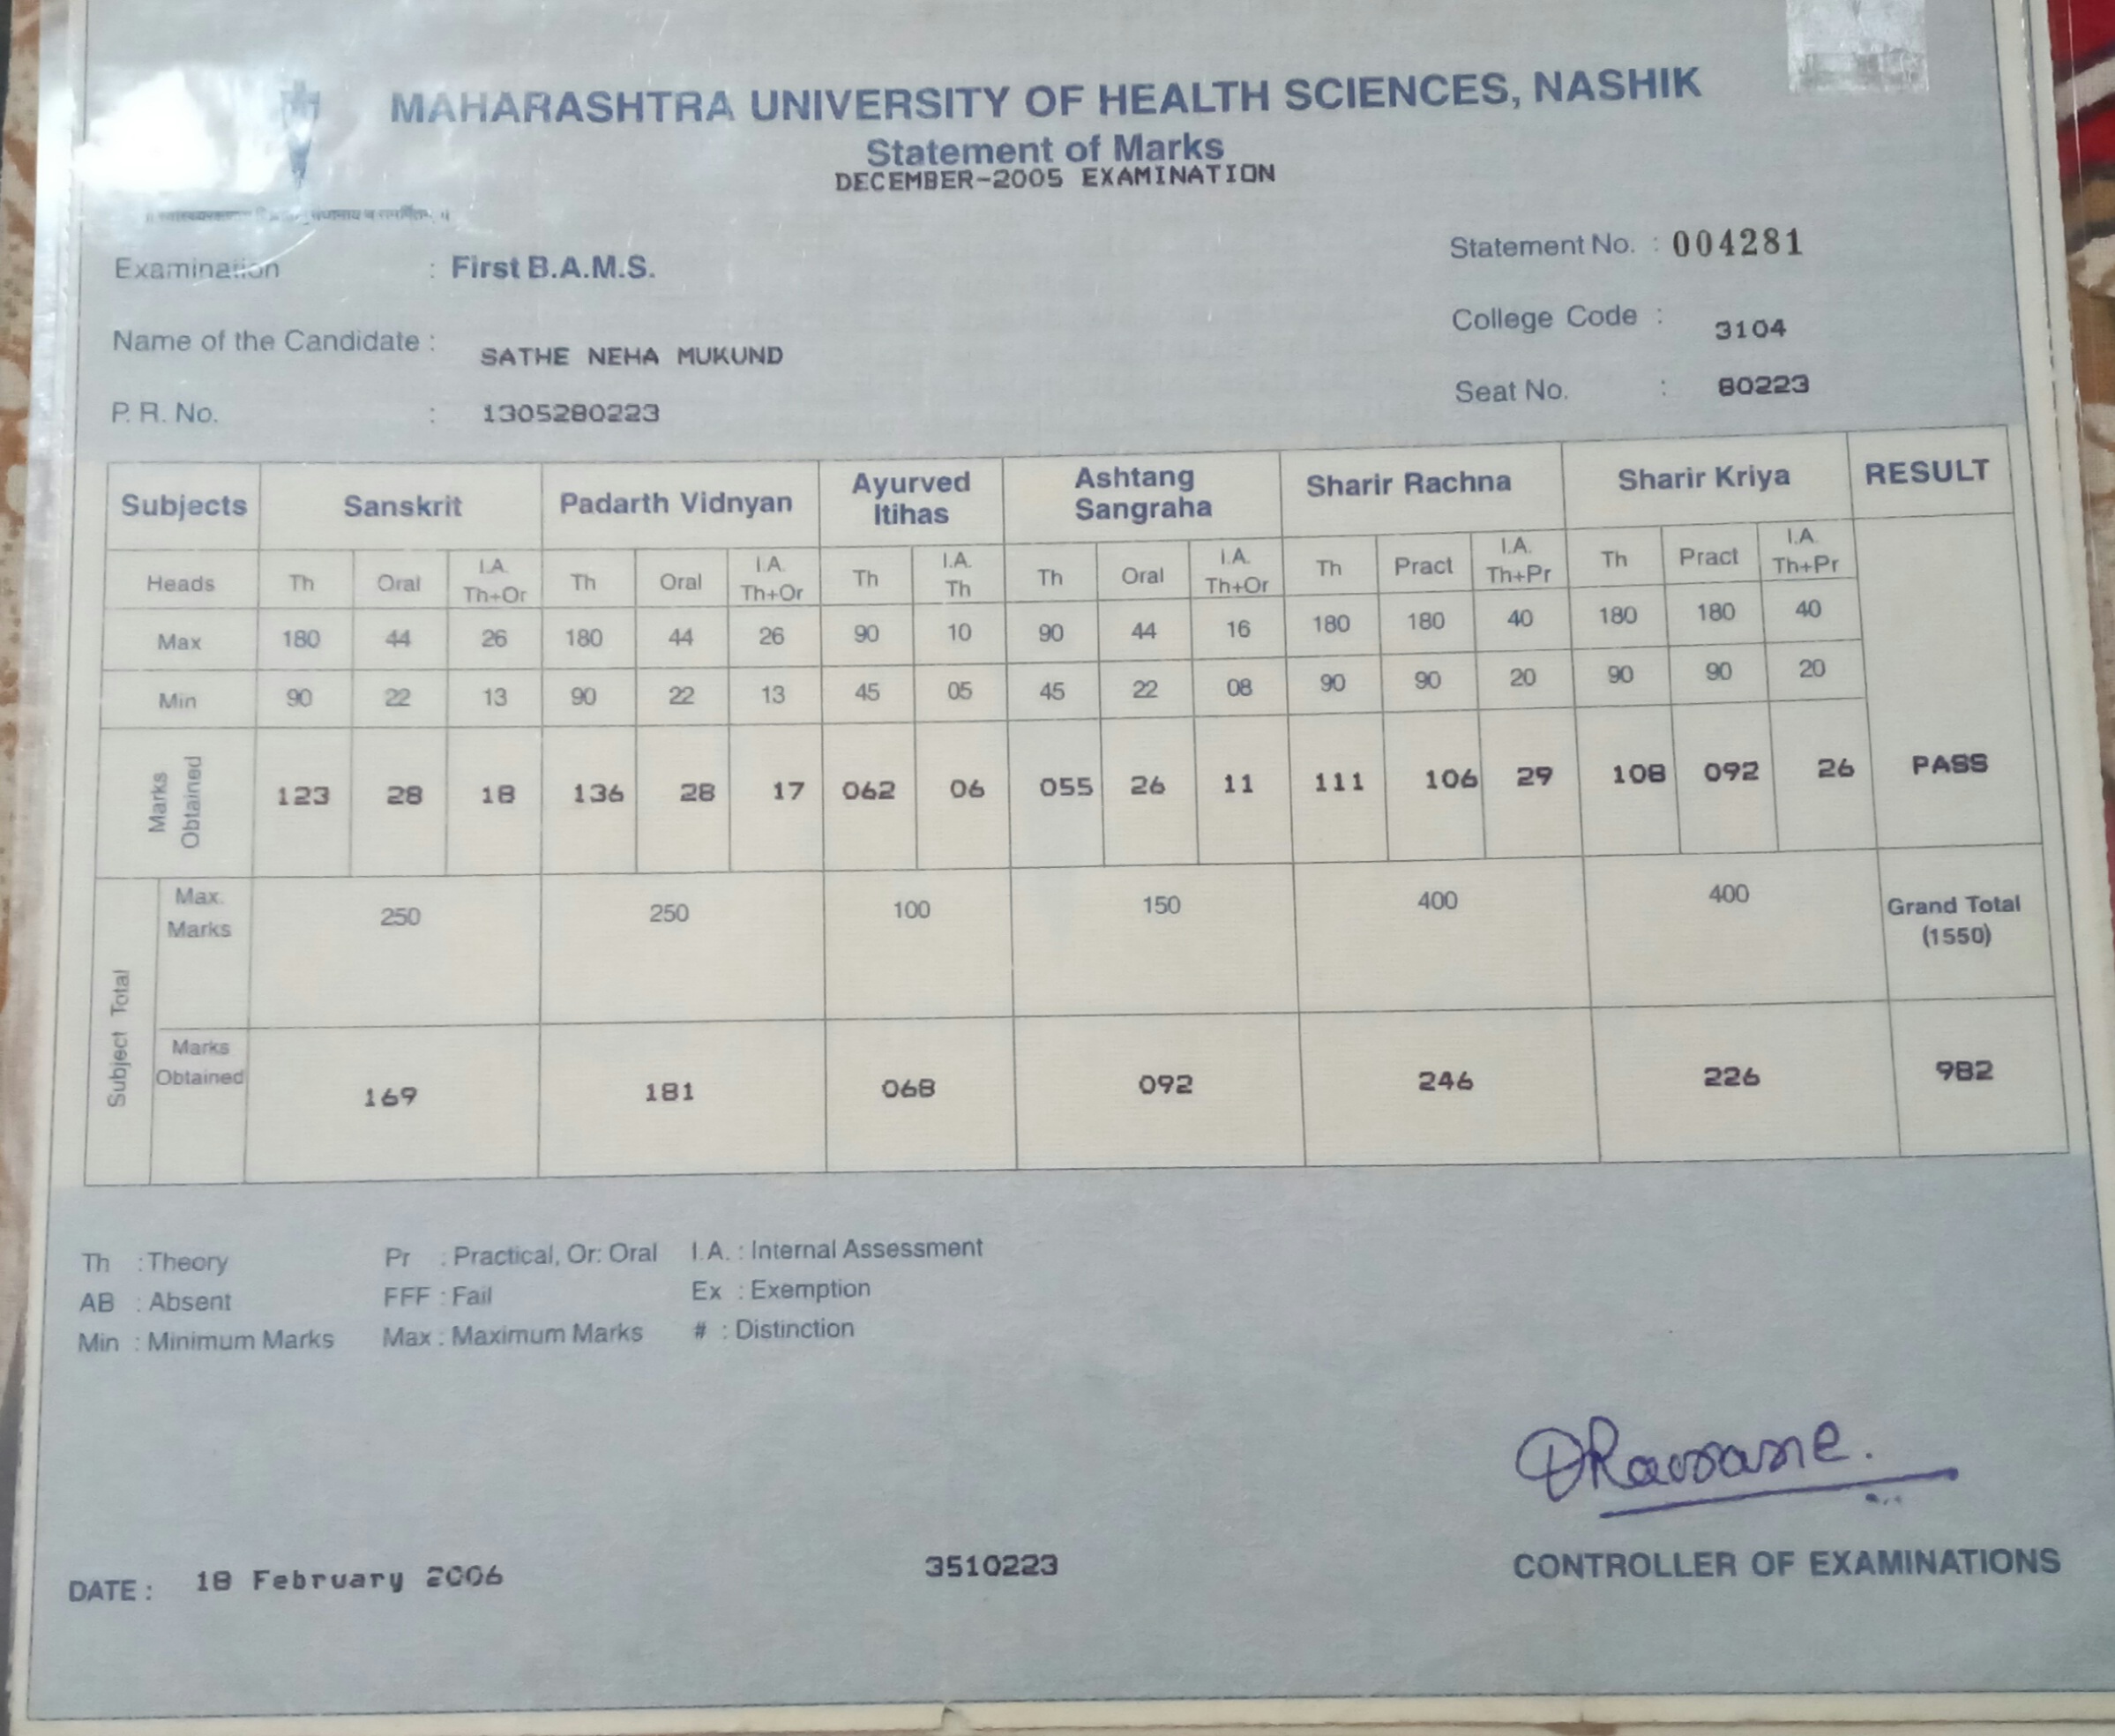 MAHARASHTRA UNIVERSITY OF HEALTH SCIENCES, NASHIK
Statement of Marks
DECEMBER-2005 EXAMINATION
Statement No. : 004281
Examination : First B.A.M.S.
College Code : 3104
Name of the Candidate : SATHE NEHA MUKUND
Seat No. : 80223
P. R. No. : 1305280223
Subjects Sanskrit Padarth Vidnyan Ayurved Itihas Ashtang Sangraha Sharir Rachna Sharir Kriya RESULT
Heads Th Oral I.A. Th+Or Th Oral I.A. Th+Or Th I.A. Th Th Oral I.A. Th+Or Th Pract I.A. Th+Pr Th Pract I.A. Th+Pr
Max 180 44 26 180 44 26 90 10 90 44 16 180 180 40 180 180 40
Min 90 22 13 90 22 13 45 05 45 22 08 90 90 20 90 90 20
Marks Obtained 123 28 18 136 28 17 062 06 055 26 11 111 106 29 108 092 26 PASS
Subject Total
Max. Marks 250 250 100 150 400 400 Grand Total (1550)
Marks Obtained 169 181 068 092 246 226 982
Th : Theory Pr : Practical, Or: Oral I.A. : Internal Assessment
AB : Absent FFF : Fail Ex : Exemption
Min : Minimum Marks Max : Maximum Marks # : Distinction
DATE : 18 February 2006 3510223 CONTROLLER OF EXAMINATIONS